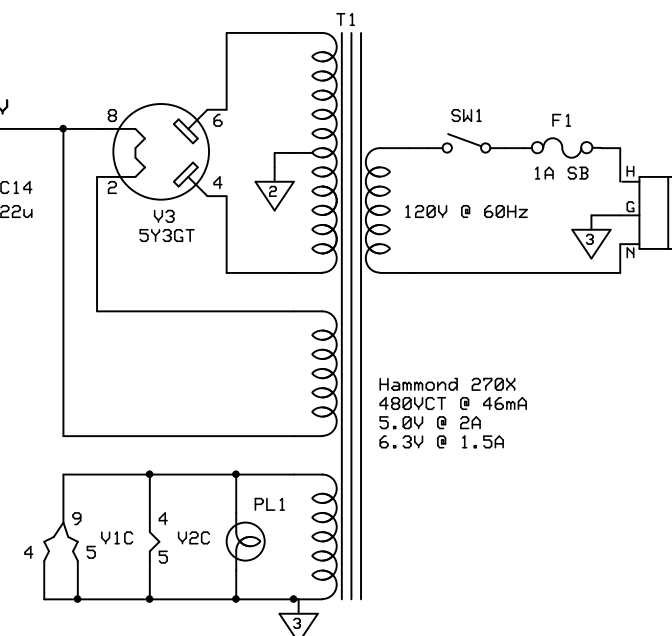 T1
V
8
6
SW1
F1
C14
22u
2
4
2
V3
5Y3GT
120V @ 60Hz
1A SB
H
G
N
3
Hammond 270X
480VCT @ 46mA
5.0V @ 2A
6.3V @ 1.5A
PL1
9
V1C
4
V2C
4
5
5
3